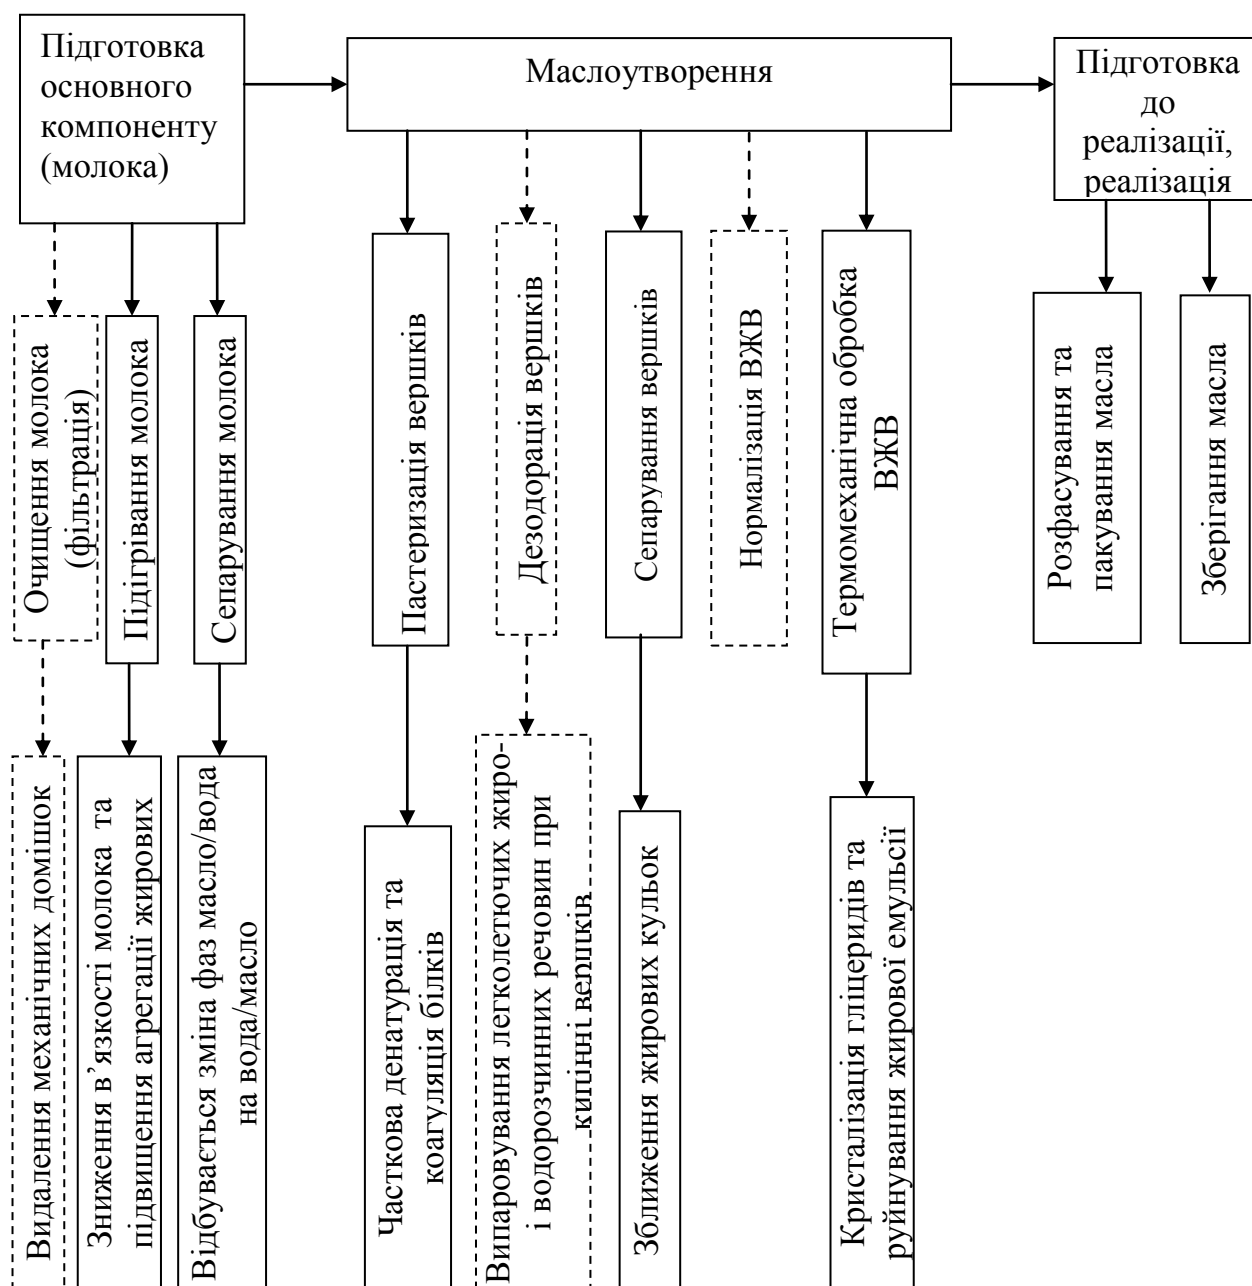 Підготовка
основного
компоненту
(молока)
Маслоутворення
Підготовка
до
реалізації,
реалізація
Очищення молока
(фільтрація)
Підігрівання молока
Сепарування молока
Пастеризація вершків
Дезодорація вершків
Сепарування вершків
Нормалізація ВЖВ
Термомеханічна обробка
ВЖВ
Розфасування та
пакування масла
Зберігання масла
Видалення механічних домішок
Зниження в’язкості молока та
підвищення агрегації жирових
Відбувається зміна фаз масло/вода
на вода/масло
Часткова денатурація та
коагуляція білків
Випаровування легколетючих жиро-
і водорозчинних речовин при
кипінні вершків
Зближення жирових кульок
Кристалізація гліцеридів та
руйнування жирової емульсії